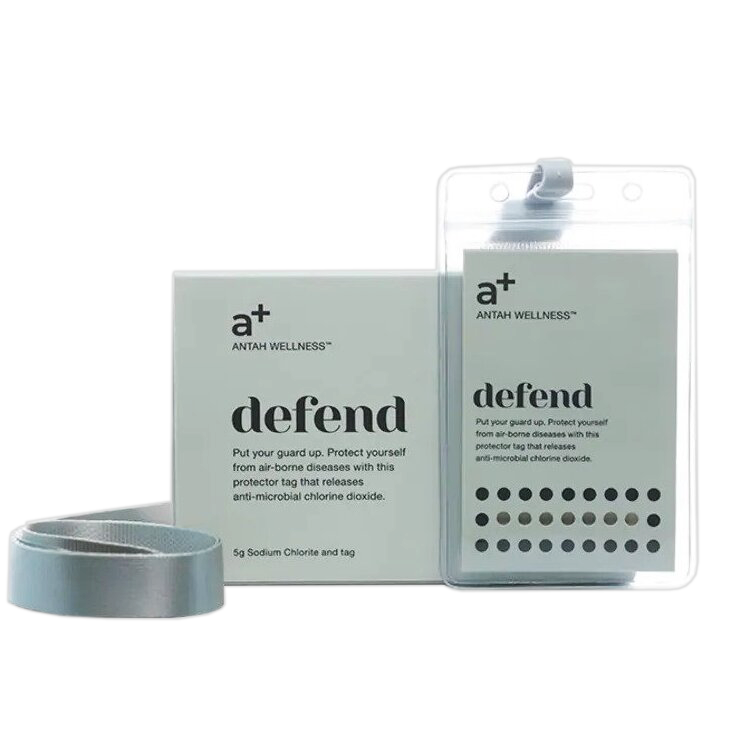 a+
ANTAH WELLNESS™
defend
Put your guard up. Protect yourself
from air-borne diseases with this
protector tag that releases
anti-microbial chlorine dioxide.
5g Sodium Chlorite and tag
a+
ANTAH WELLNESS™
defend
Put your guard up. Protect yourself
from air-borne diseases with this
protector tag that releases
anti-microbial chlorine dioxide.